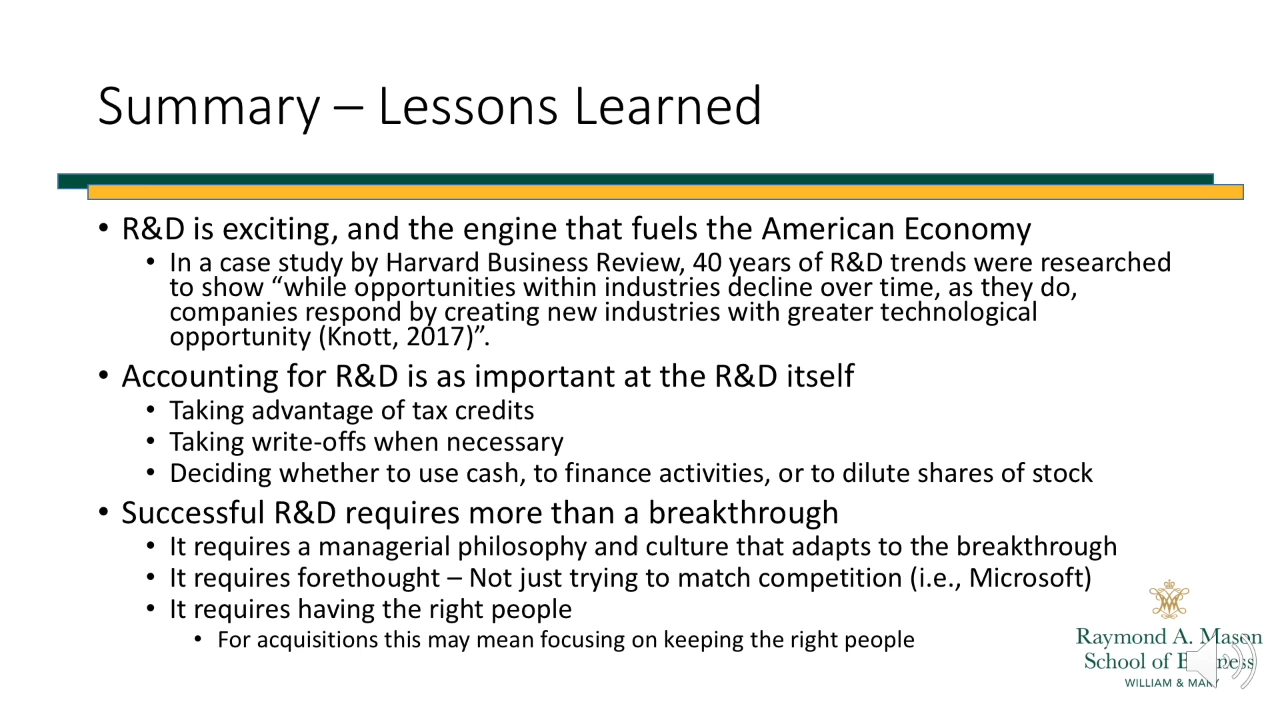 Summary – Lessons Learned
• R&D is exciting, and the engine that fuels the American Economy
• In a case study by Harvard Business Review, 40 years of R&D trends were researched
to show “while opportunities within industries decline over time, as they do,
companies respond by creating new industries with greater technological
opportunity (Knott, 2017)”.
• Accounting for R&D is as important at the R&D itself
• Taking advantage of tax credits
• Taking write-offs when necessary
• Deciding whether to use cash, to finance activities, or to dilute shares of stock
• Successful R&D requires more than a breakthrough
• It requires a managerial philosophy and culture that adapts to the breakthrough
• It requires forethought – Not just trying to match competition (i.e., Microsoft)
• It requires having the right people
• For acquisitions this may mean focusing on keeping the right people
Raymond A. Mason
School of Business
WILLIAM & MARY